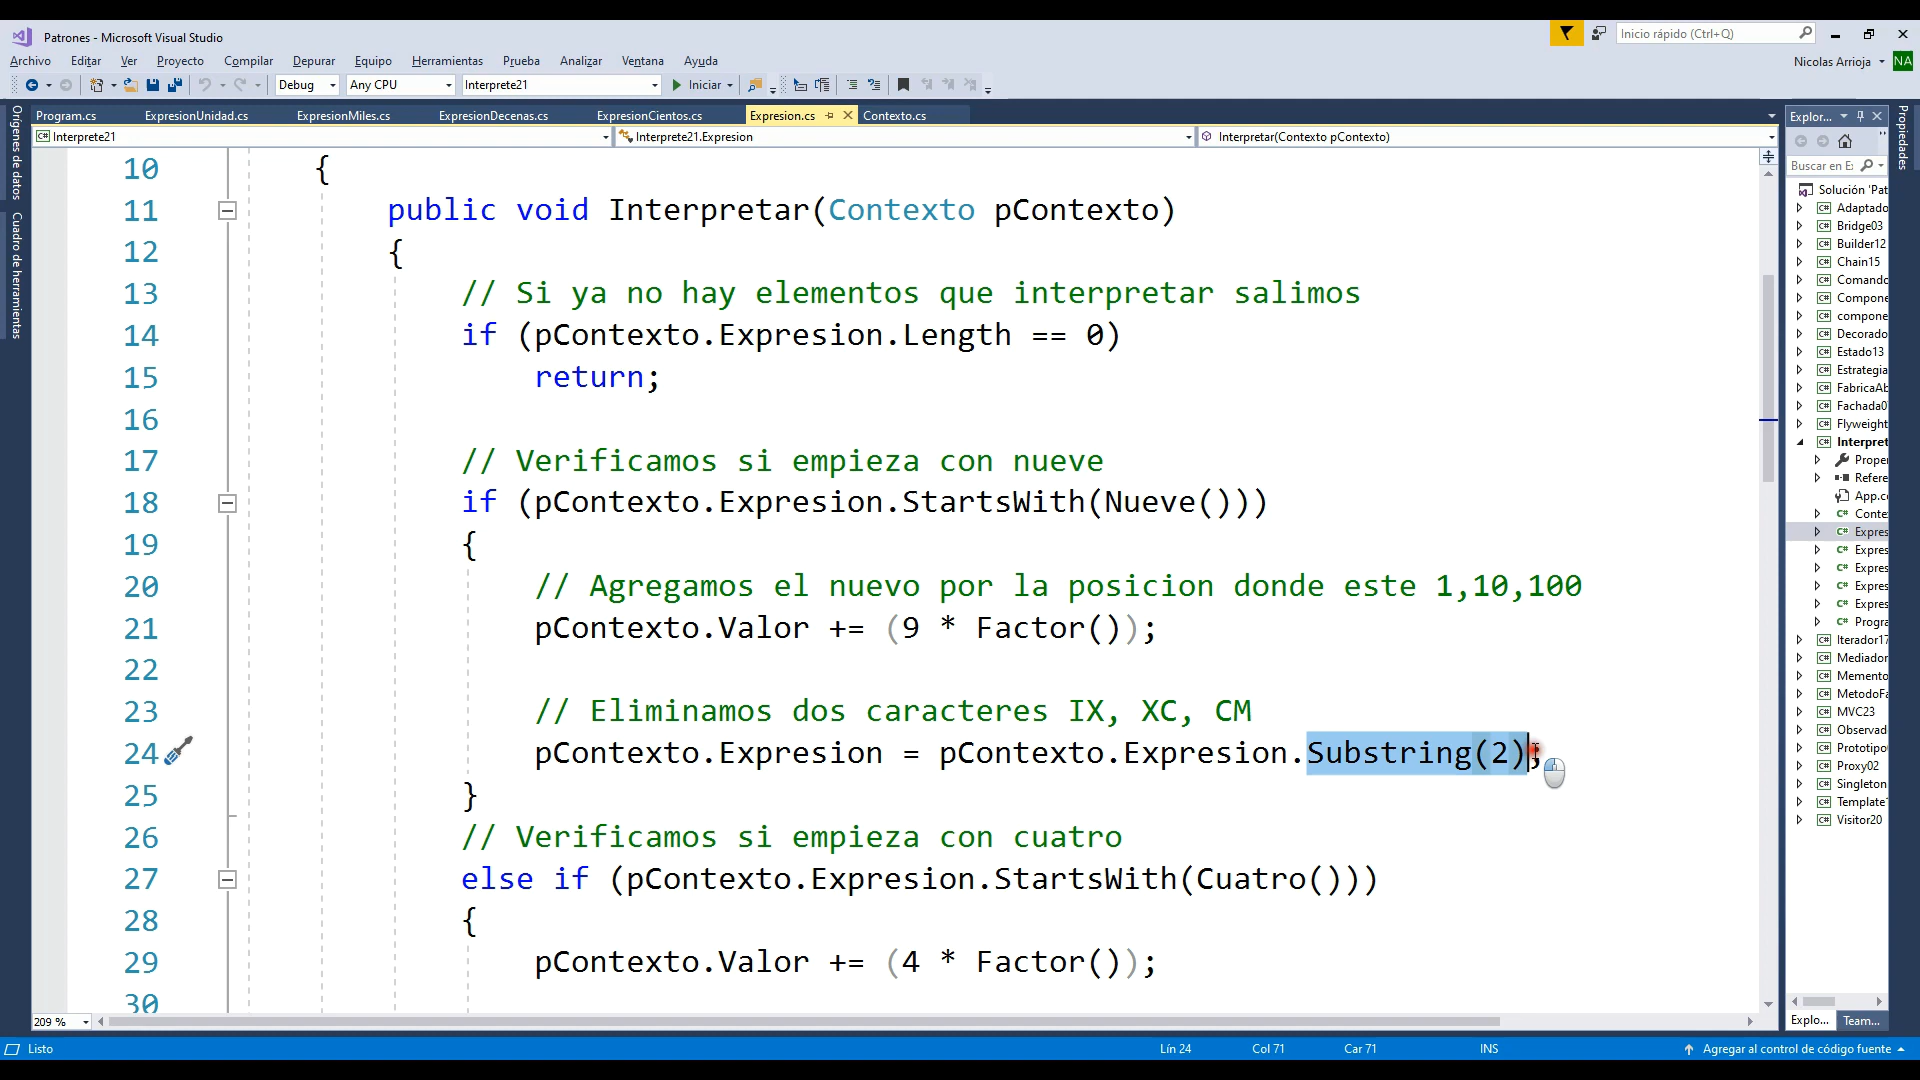 Patrones - Microsoft Visual Studio
Inicio rápido (Ctrl+Q)
Archivo Editar Ver Proyecto Compilar Depurar Equipo Herramientas Prueba Analizar Ventana Ayuda
Nicolas Arrioja NA
Debug Any CPU Interprete21 Iniciar
Program.cs ExpresionUnidad.cs ExpresionMiles.cs ExpresionDecenas.cs ExpresionCientos.cs Expresion.cs Contexto.cs
C# Interprete21 Interprete21.Expresion Interpretar(Contexto pContexto)
Orígenes de datos
Cuadro de herramientas
10 {
11 public void Interpretar(Contexto pContexto)
12 {
13 // Si ya no hay elementos que interpretar salimos
14 if (pContexto.Expresion.Length == 0)
15 return;
16
17 // Verificamos si empieza con nueve
18 if (pContexto.Expresion.StartsWith(Nueve()))
19 {
20 // Agregamos el nuevo por la posicion donde este 1,10,100
21 pContexto.Valor += (9 * Factor());
22
23 // Eliminamos dos caracteres IX, XC, CM
24 pContexto.Expresion = pContexto.Expresion.Substring(2);
25 }
26 // Verificamos si empieza con cuatro
27 else if (pContexto.Expresion.StartsWith(Cuatro()))
28 {
29 pContexto.Valor += (4 * Factor());
30
209 %
Explor...
Propiedades
Buscar en E:
Solución 'Pat
C# Adaptado
C# Bridge03
C# Builder12
C# Chain15
C# Comando
C# Compone
C# compone
C# Decorado
C# Estado13
C# Estrategia
C# FabricaAb
C# Fachada0
C# Flyweight
C# Interpret
Proper
Refere
App.co
C# Conte
C# Expres
C# Expres
C# Expres
C# Expres
C# Expres
C# Progra
C# Iterador17
C# Mediador
C# Memento
C# MetodoFa
C# MVC23
C# Observad
C# Prototipo
C# Proxy02
C# Singleton
C# Template
C# Visitor20
Explo... Team...
Listo Lín 24 Col 71 Car 71 INS Agregar al control de código fuente